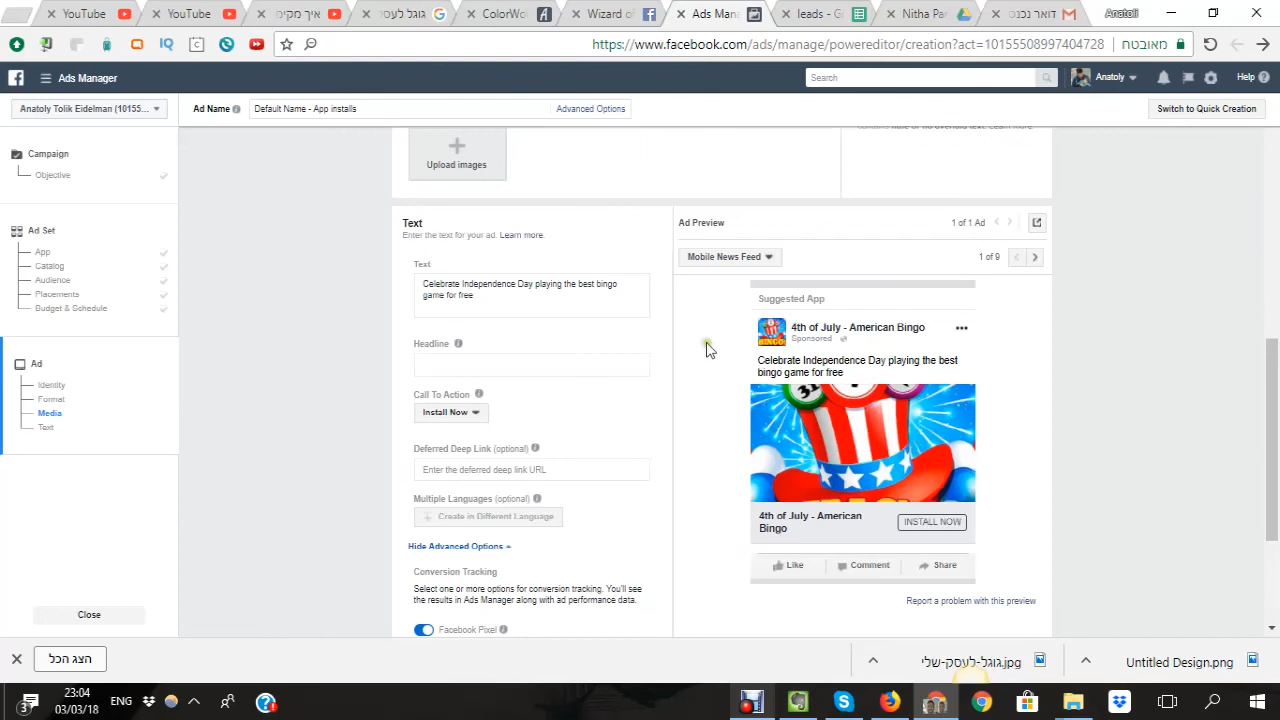 YouTube
YouTube
איך מקימ
גוגל לעסק
ColorWo
Wizard o
Ads Mana
leads - G
Nitha Pa
דואר נכנס
Anatoli
https://www.facebook.com/ads/manage/powereditor/creation?act=10155508997404728
מאובטח
Ads Manager
Search
Anatoly
Help
Anatoly Tolik Eidelman (10155...
Ad Name
Default Name - App installs
Advanced Options
Switch to Quick Creation
Campaign
Objective
Ad Set
App
Catalog
Audience
Placements
Budget & Schedule
Ad
Identity
Format
Media
Text
Close
Upload images
Text
Enter the text for your ad. Learn more.
Text
Celebrate Independence Day playing the best bingo
game for free
Headline
Call To Action
Install Now
Deferred Deep Link (optional)
Enter the deferred deep link URL
Multiple Languages (optional)
Create in Different Language
Hide Advanced Options
Conversion Tracking
Select one or more options for conversion tracking. You'll see
the results in Ads Manager along with ad performance data.
Facebook Pixel
Ad Preview
1 of 1 Ad
Mobile News Feed
1 of 9
Suggested App
4th of July - American Bingo
Sponsored
Celebrate Independence Day playing the best
bingo game for free
31
4th of July - American
Bingo
INSTALL NOW
Like
Comment
Share
Report a problem with this preview
הצג הכל
גוגל-לעסק-שלי.jpg
Untitled Design.png
3
23:04
03/03/18
ENG